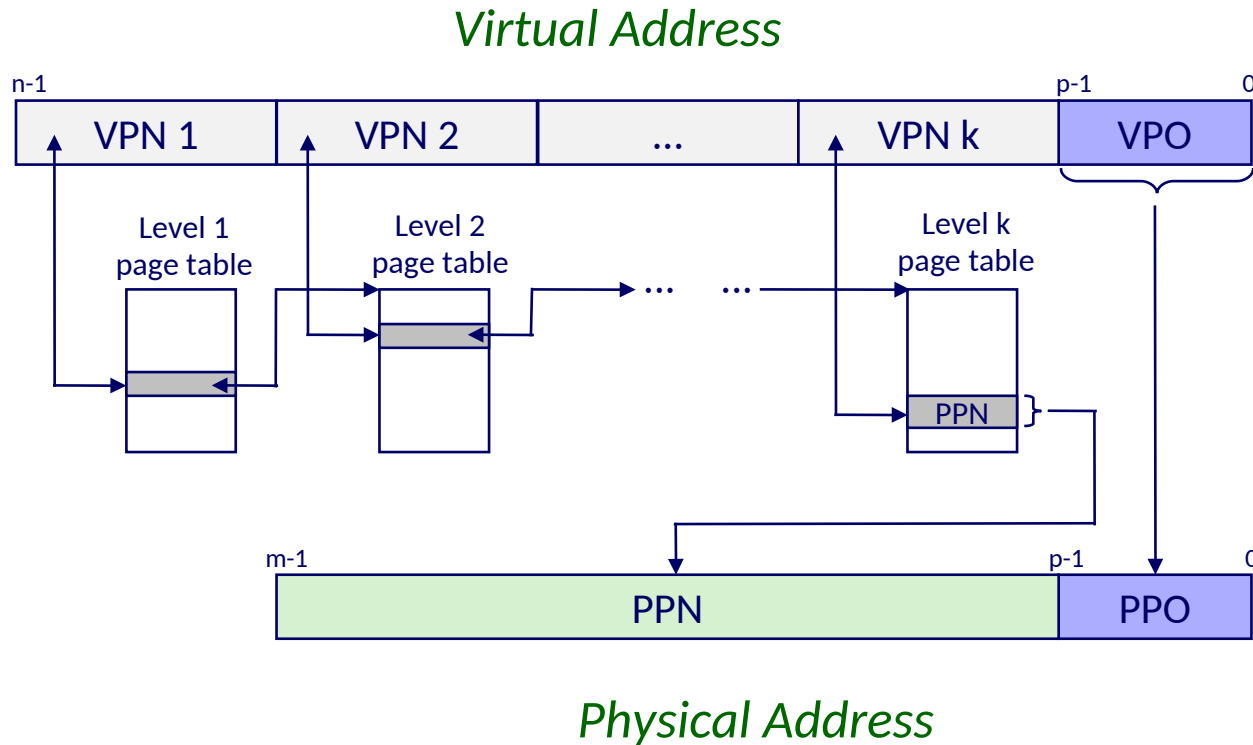 Virtual Address
n-1 p-1 0
VPN 1 VPN 2 ... VPN k VPO
Level 1
page table
Level 2
page table
Level k
page table
... ...
PPN
m-1 p-1 0
PPN PPO
Physical Address